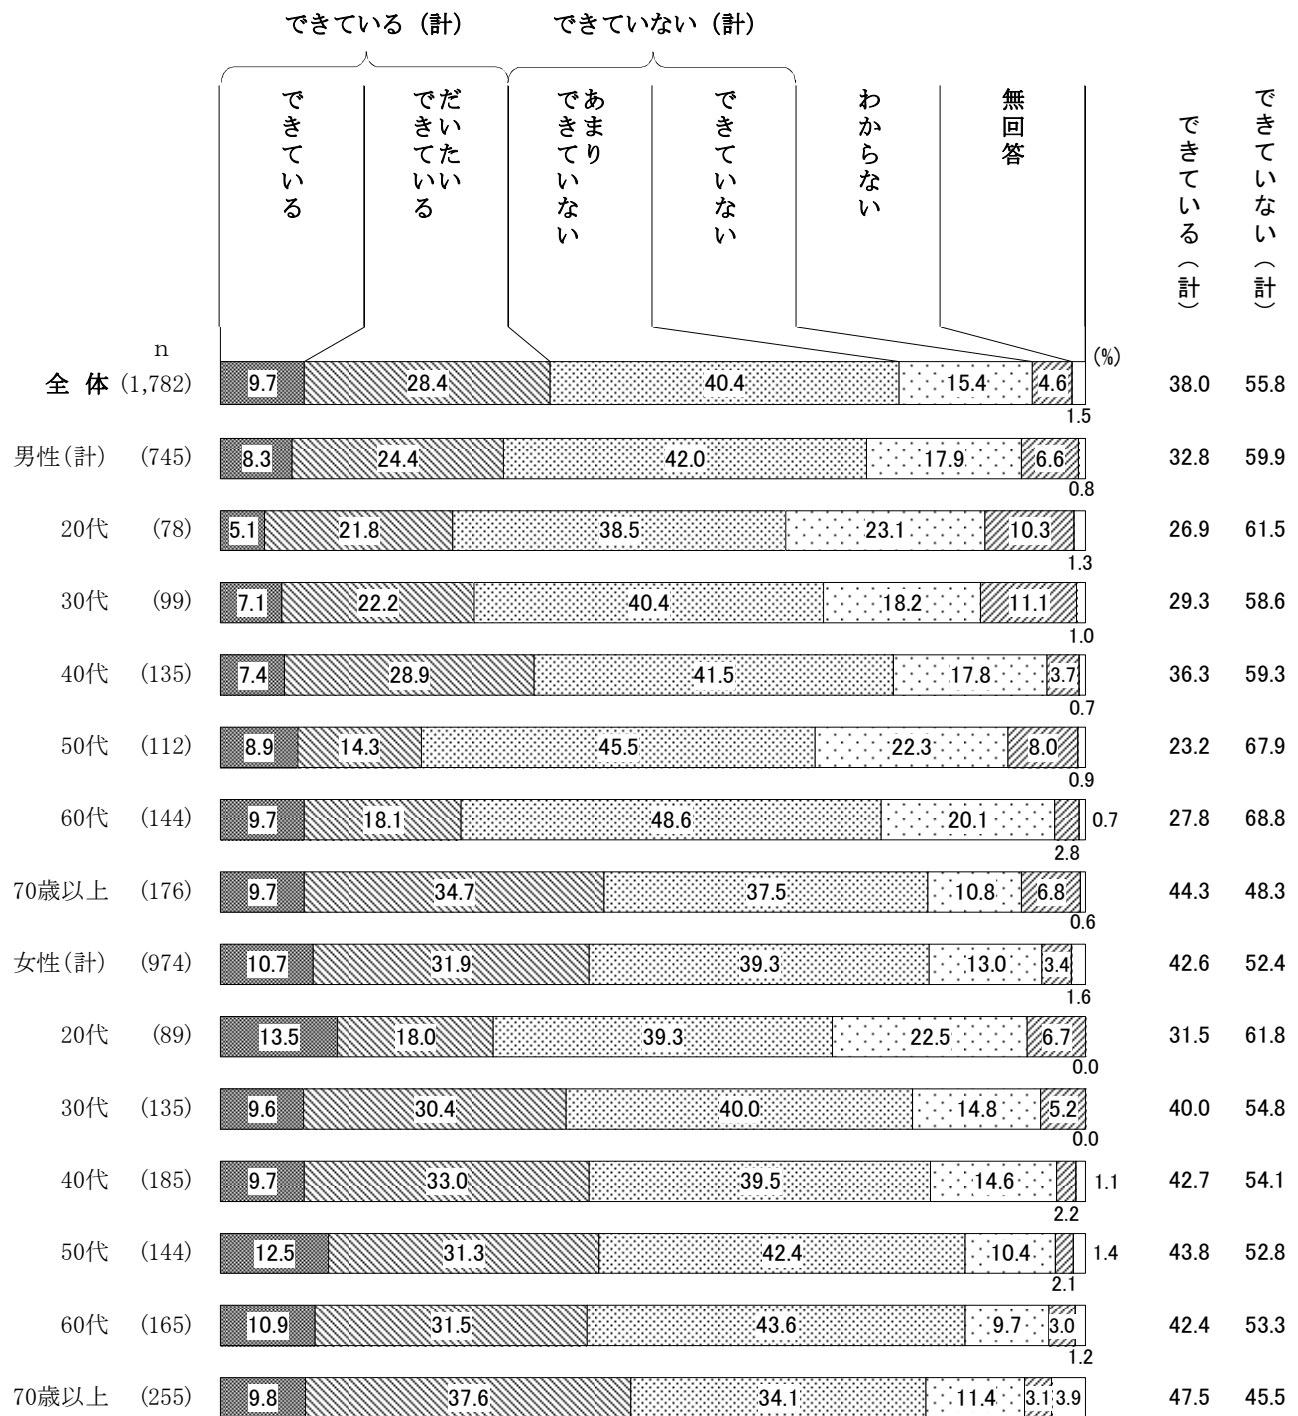 できている（計） できていない（計）
できている
だいたい
できている
あまり
できていない
できていない
わからない
無回答
できている（計）
できていない（計）
n
(%)
全 体 (1,782) 9.7 28.4 40.4 15.4 4.6 38.0 55.8
1.5
男性(計) (745) 8.3 24.4 42.0 17.9 6.6 32.8 59.9
0.8
20代 (78) 5.1 21.8 38.5 23.1 10.3 26.9 61.5
1.3
30代 (99) 7.1 22.2 40.4 18.2 11.1 29.3 58.6
1.0
40代 (135) 7.4 28.9 41.5 17.8 3.7 36.3 59.3
0.7
50代 (112) 8.9 14.3 45.5 22.3 8.0 23.2 67.9
0.9
60代 (144) 9.7 18.1 48.6 20.1 0.7 27.8 68.8
2.8
70歳以上 (176) 9.7 34.7 37.5 10.8 6.8 44.3 48.3
0.6
女性(計) (974) 10.7 31.9 39.3 13.0 3.4 42.6 52.4
1.6
20代 (89) 13.5 18.0 39.3 22.5 6.7 31.5 61.8
0.0
30代 (135) 9.6 30.4 40.0 14.8 5.2 40.0 54.8
0.0
40代 (185) 9.7 33.0 39.5 14.6 1.1 42.7 54.1
2.2
50代 (144) 12.5 31.3 42.4 10.4 1.4 43.8 52.8
2.1
60代 (165) 10.9 31.5 43.6 9.7 3.0 42.4 53.3
1.2
70歳以上 (255) 9.8 37.6 34.1 11.4 3.1 3.9 47.5 45.5